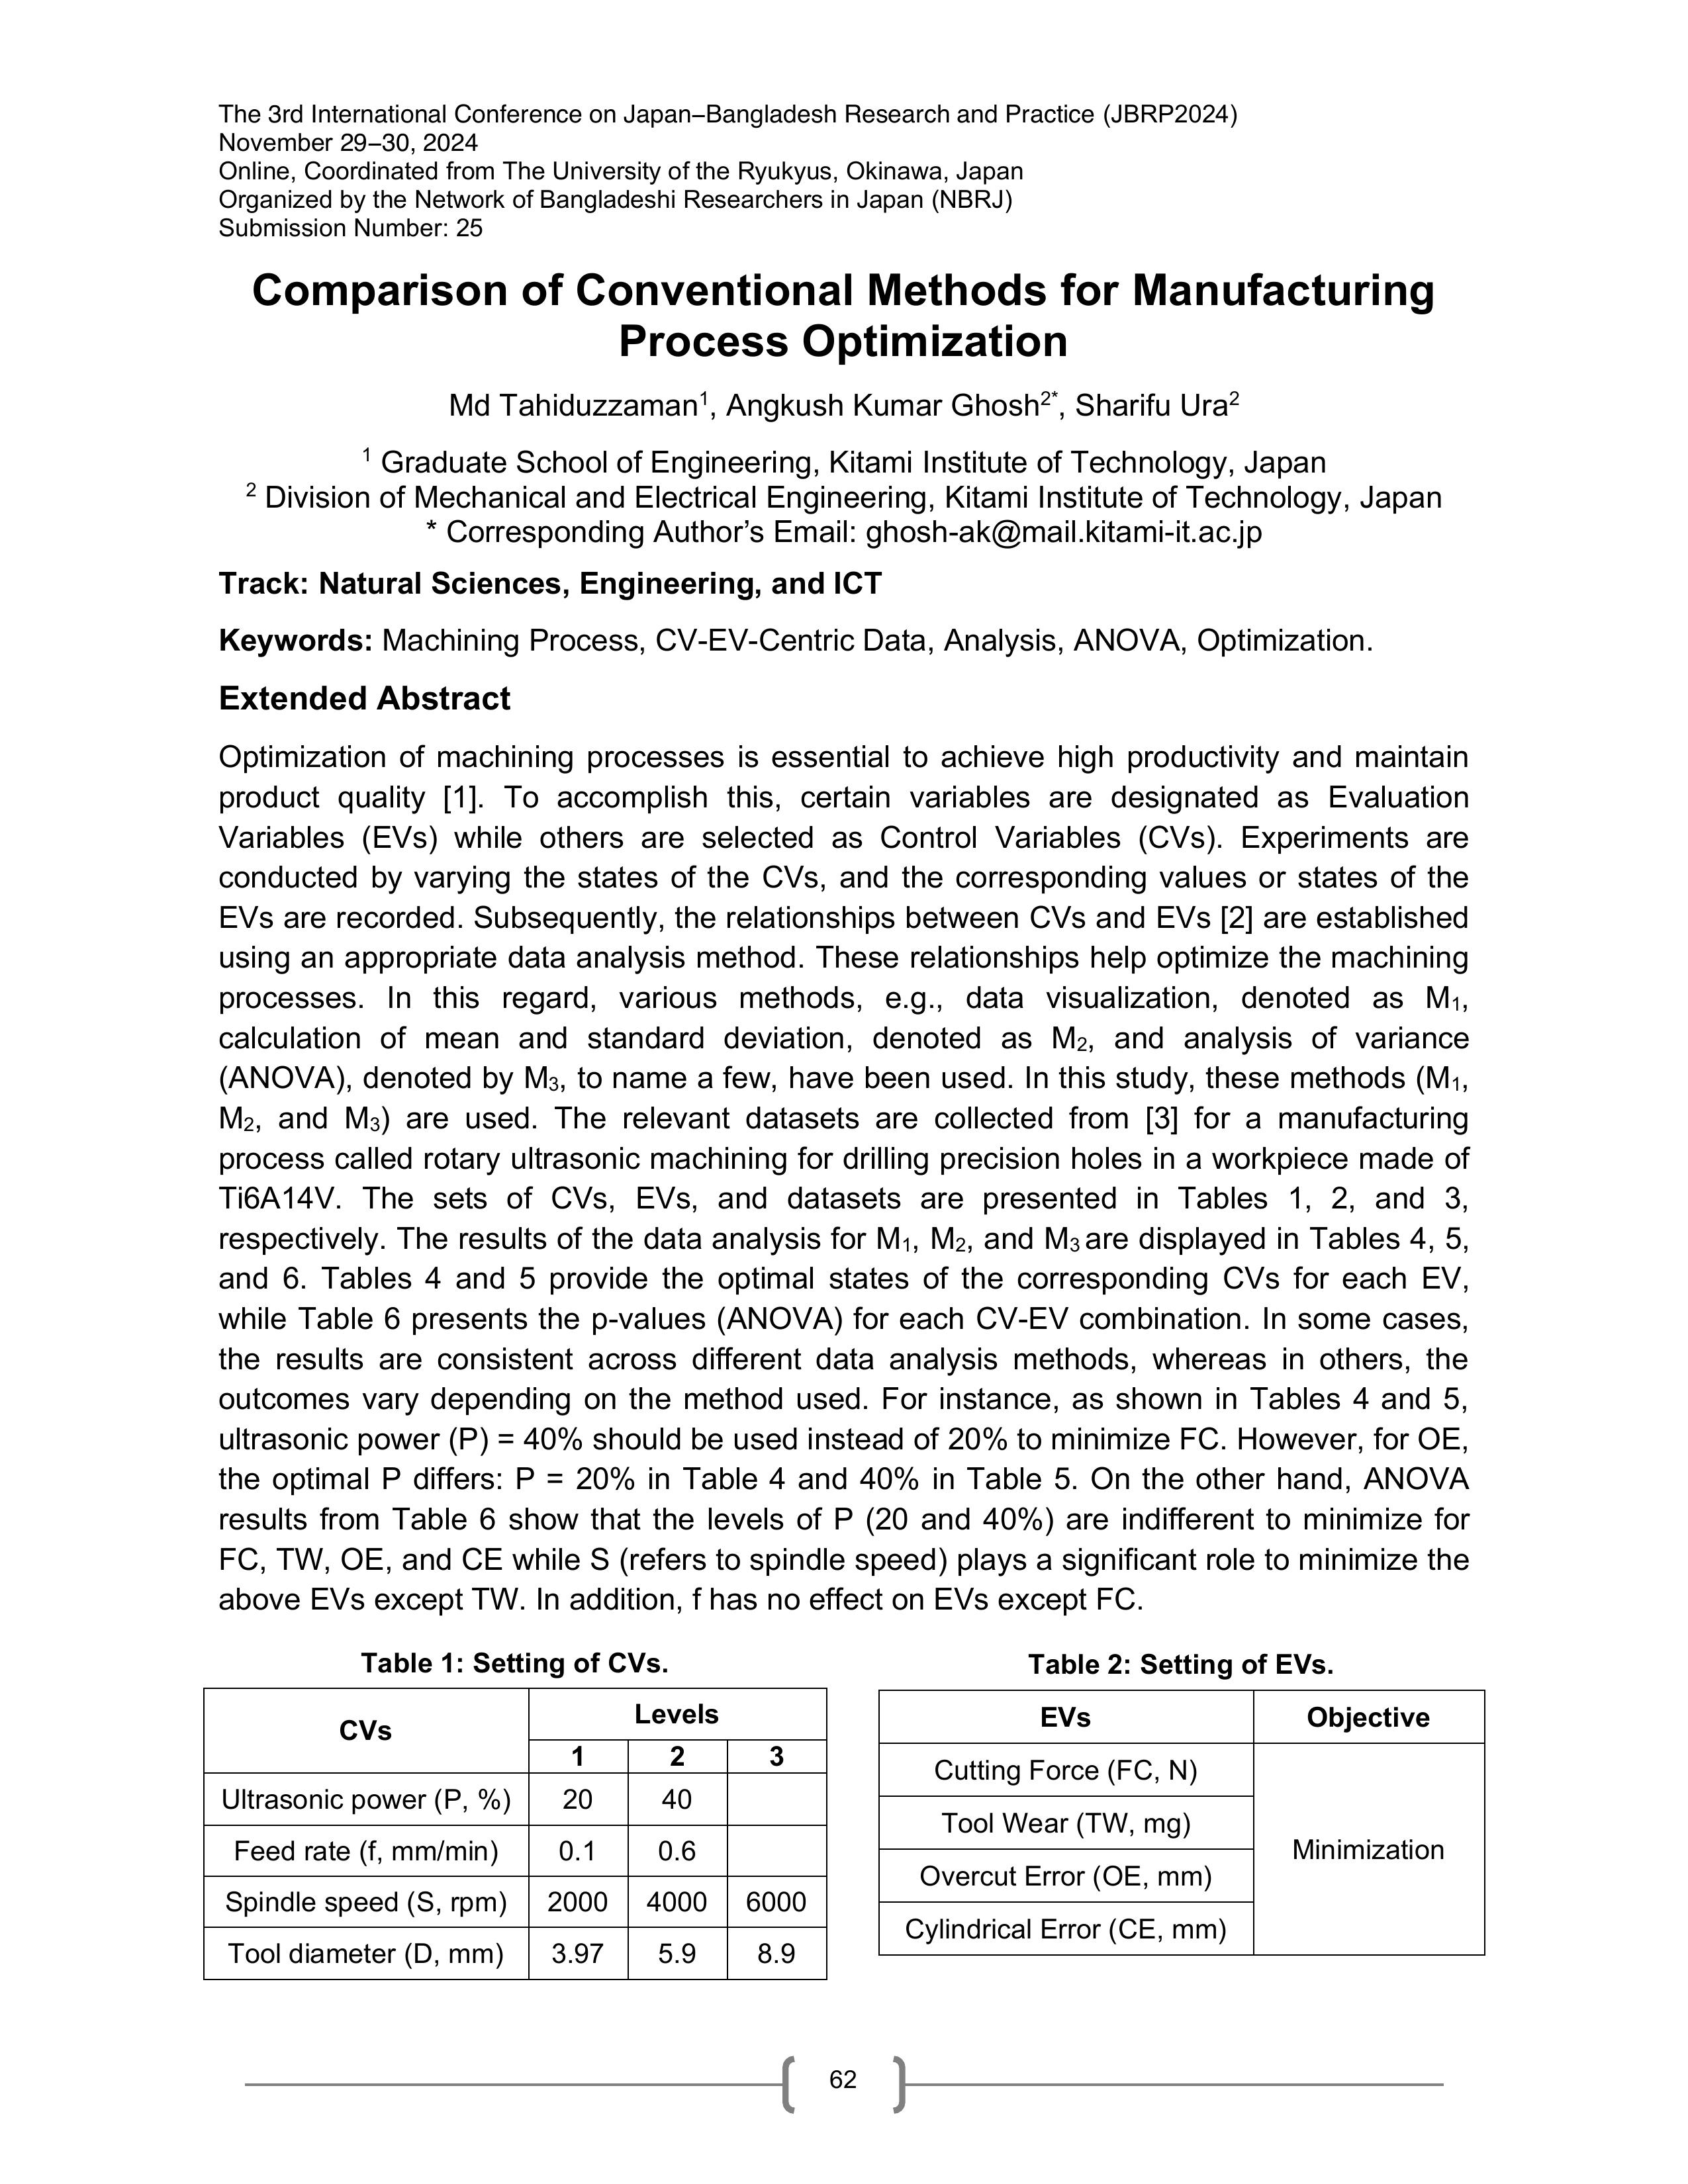 The 3rd International Conference on Japan–Bangladesh Research and Practice (JBRP2024)
November 29–30, 2024
Online, Coordinated from The University of the Ryukyus, Okinawa, Japan
Organized by the Network of Bangladeshi Researchers in Japan (NBRJ)
Submission Number: 25
Comparison of Conventional Methods for Manufacturing
Process Optimization
Md Tahiduzzaman1, Angkush Kumar Ghosh2*, Sharifu Ura2
1 Graduate School of Engineering, Kitami Institute of Technology, Japan
2 Division of Mechanical and Electrical Engineering, Kitami Institute of Technology, Japan
* Corresponding Author’s Email: ghosh-ak@mail.kitami-it.ac.jp
Track: Natural Sciences, Engineering, and ICT
Keywords: Machining Process, CV-EV-Centric Data, Analysis, ANOVA, Optimization.
Extended Abstract
Optimization of machining processes is essential to achieve high productivity and maintain
product quality [1]. To accomplish this, certain variables are designated as Evaluation
Variables (EVs) while others are selected as Control Variables (CVs). Experiments are
conducted by varying the states of the CVs, and the corresponding values or states of the
EVs are recorded. Subsequently, the relationships between CVs and EVs [2] are established
using an appropriate data analysis method. These relationships help optimize the machining
processes. In this regard, various methods, e.g., data visualization, denoted as M1,
calculation of mean and standard deviation, denoted as M2, and analysis of variance
(ANOVA), denoted by M3, to name a few, have been used. In this study, these methods (M1,
M2, and M3) are used. The relevant datasets are collected from [3] for a manufacturing
process called rotary ultrasonic machining for drilling precision holes in a workpiece made of
Ti6A14V. The sets of CVs, EVs, and datasets are presented in Tables 1, 2, and 3,
respectively. The results of the data analysis for M1, M2, and M3 are displayed in Tables 4, 5,
and 6. Tables 4 and 5 provide the optimal states of the corresponding CVs for each EV,
while Table 6 presents the p-values (ANOVA) for each CV-EV combination. In some cases,
the results are consistent across different data analysis methods, whereas in others, the
outcomes vary depending on the method used. For instance, as shown in Tables 4 and 5,
ultrasonic power (P) = 40% should be used instead of 20% to minimize FC. However, for OE,
the optimal P differs: P = 20% in Table 4 and 40% in Table 5. On the other hand, ANOVA
results from Table 6 show that the levels of P (20 and 40%) are indifferent to minimize for
FC, TW, OE, and CE while S (refers to spindle speed) plays a significant role to minimize the
above EVs except TW. In addition, f has no effect on EVs except FC.
Table 1: Setting of CVs.
CVs Levels
1 2 3
Ultrasonic power (P, %) 20 40
Feed rate (f, mm/min) 0.1 0.6
Spindle speed (S, rpm) 2000 4000 6000
Tool diameter (D, mm) 3.97 5.9 8.9
Table 2: Setting of EVs.
EVs Objective
Cutting Force (FC, N)
Tool Wear (TW, mg)
Minimization
Overcut Error (OE, mm)
Cylindrical Error (CE, mm)
62